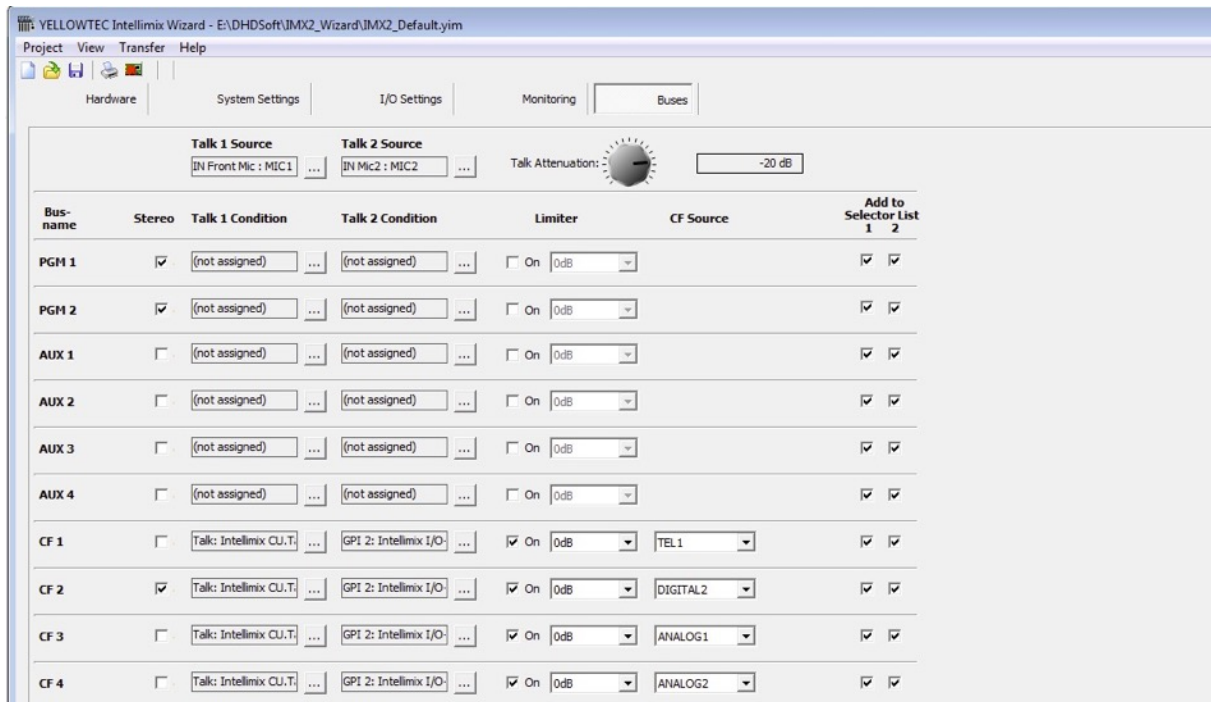 YELLOWTEC Intellimix Wizard - E:\DHDSoft\IMX2_Wizard\IMX2_Default.yim
Project View Transfer Help
Hardware System Settings I/O Settings Monitoring Buses
Talk 1 Source Talk 2 Source
IN Front Mic : MIC1 ... IN Mic2 : MIC2 ... Talk Attenuation: -20 dB
Bus-name Stereo Talk 1 Condition Talk 2 Condition Limiter CF Source Add to Selector List 1 2
PGM 1 (not assigned) ... (not assigned) ... On 0dB
PGM 2 (not assigned) ... (not assigned) ... On 0dB
AUX 1 (not assigned) ... (not assigned) ... On 0dB
AUX 2 (not assigned) ... (not assigned) ... On 0dB
AUX 3 (not assigned) ... (not assigned) ... On 0dB
AUX 4 (not assigned) ... (not assigned) ... On 0dB
CF 1 Talk: Intellimix CU.T. ... GPI 2: Intellimix I/O- ... On 0dB TEL1
CF 2 Talk: Intellimix CU.T. ... GPI 2: Intellimix I/O- ... On 0dB DIGITAL2
CF 3 Talk: Intellimix CU.T. ... GPI 2: Intellimix I/O- ... On 0dB ANALOG1
CF 4 Talk: Intellimix CU.T. ... GPI 2: Intellimix I/O- ... On 0dB ANALOG2